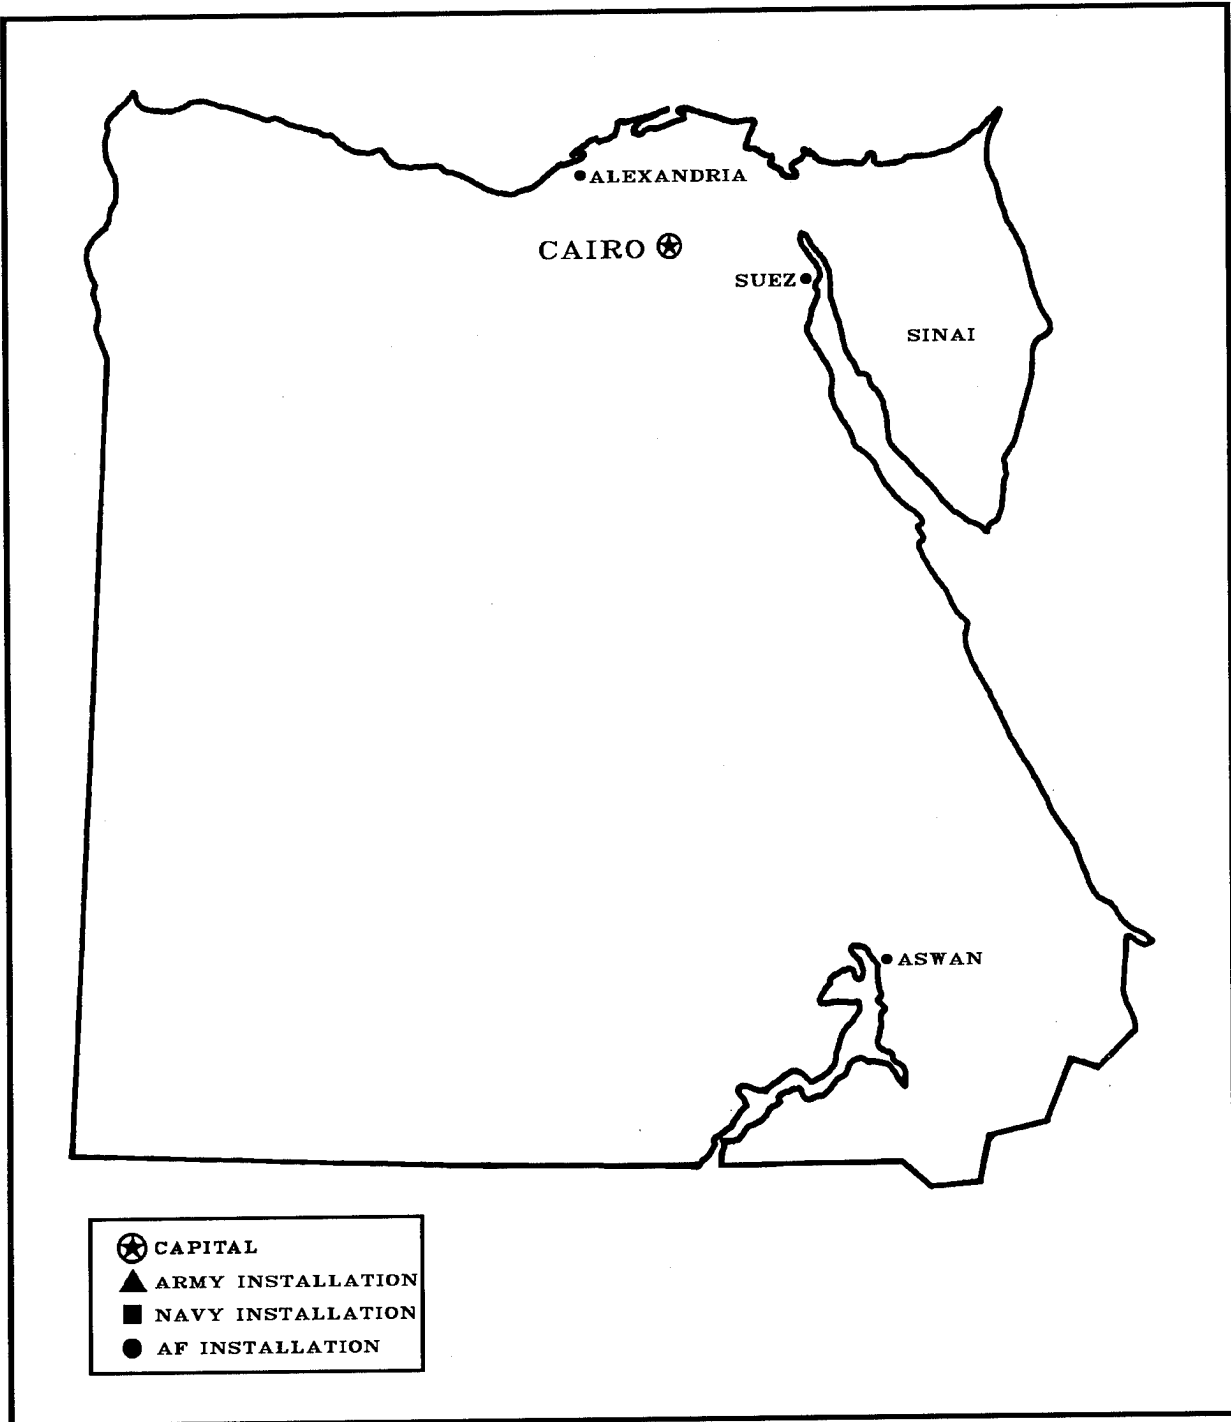 ALEXANDRIA
CAIRO
SUEZ
SINAI
ASWAN
CAPITAL
ARMY INSTALLATION
NAVY INSTALLATION
AF INSTALLATION